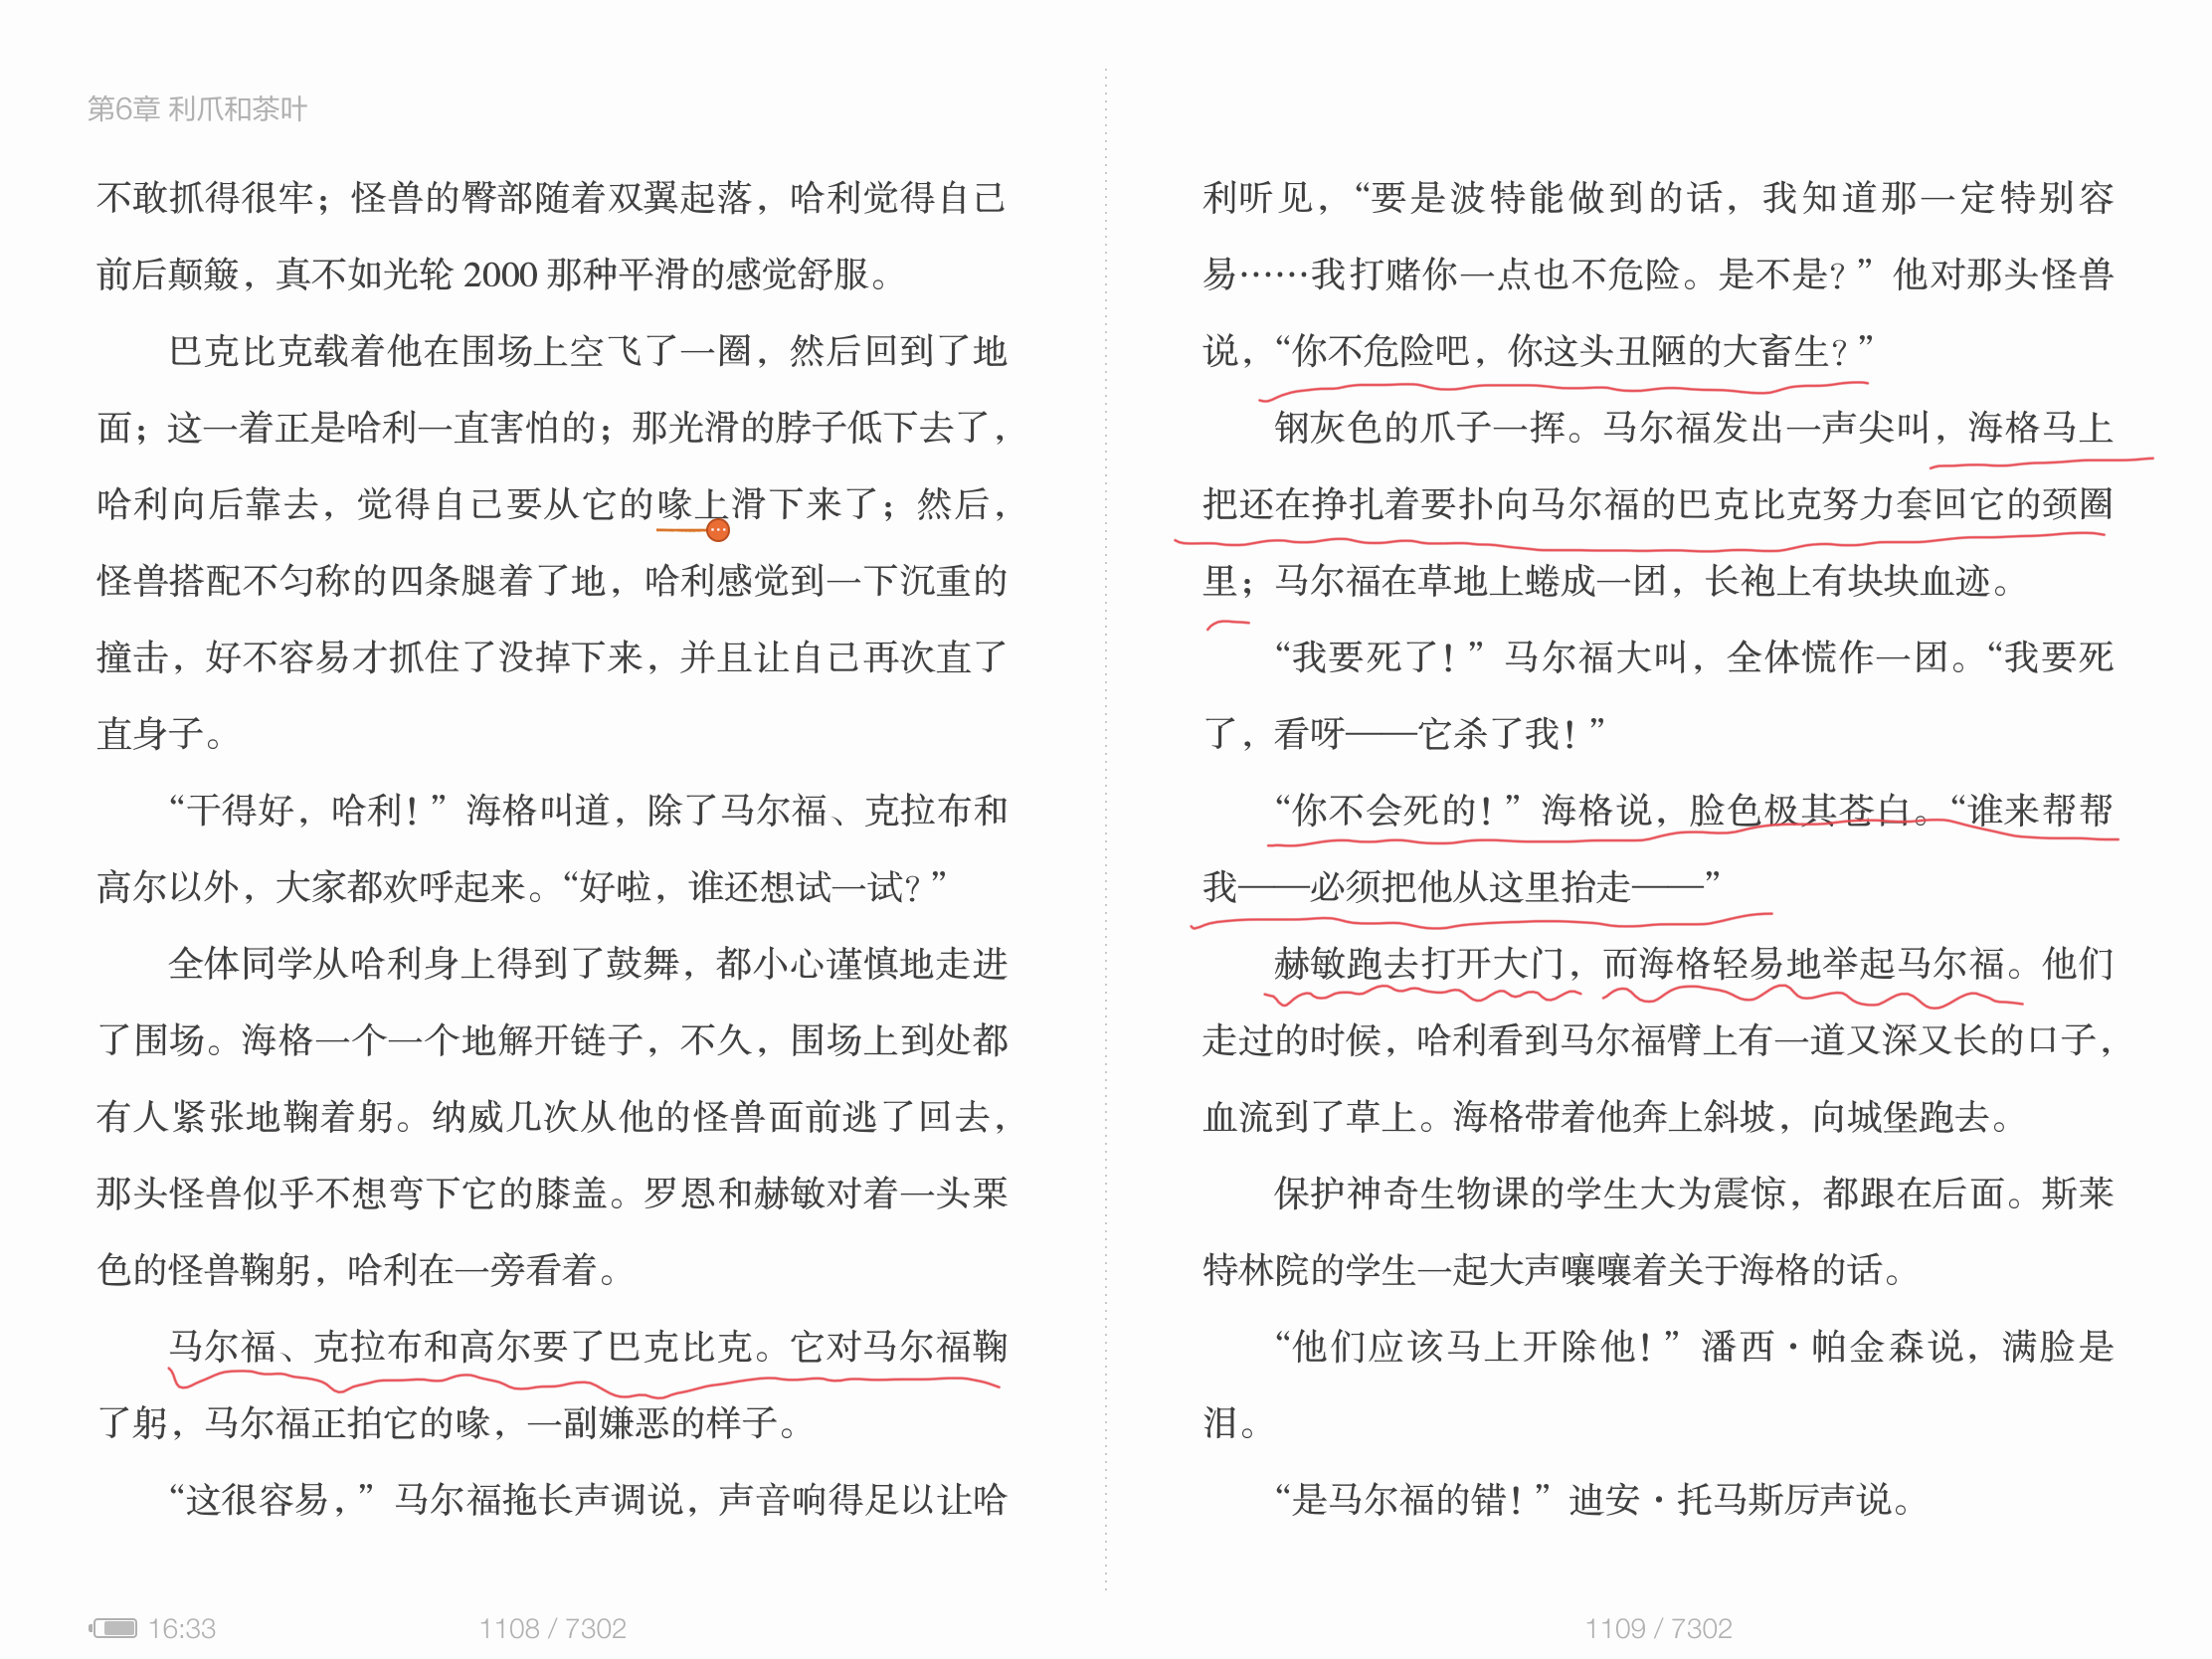 第6章 利爪和茶叶
不敢抓得很牢；怪兽的臀部随着双翼起落，哈利觉得自己
前后颠簸，真不如光轮 2000 那种平滑的感觉舒服。
巴克比克载着他在围场上空飞了一圈，然后回到了地
面；这一着正是哈利一直害怕的；那光滑的脖子低下去了，
哈利向后靠去，觉得自己要从它的喙上滑下来了；然后，
怪兽搭配不匀称的四条腿着了地，哈利感觉到一下沉重的
撞击，好不容易才抓住了没掉下来，并且让自己再次直了
直身子。
“干得好，哈利！”海格叫道，除了马尔福、克拉布和
高尔以外，大家都欢呼起来。“好啦，谁还想试一试？”
全体同学从哈利身上得到了鼓舞，都小心谨慎地走进
了围场。海格一个一个地解开链子，不久，围场上到处都
有人紧张地鞠着躬。纳威几次从他的怪兽面前逃了回去，
那头怪兽似乎不想弯下它的膝盖。罗恩和赫敏对着一头栗
色的怪兽鞠躬，哈利在一旁看着。
马尔福、克拉布和高尔要了巴克比克。它对马尔福鞠
了躬，马尔福正拍它的喙，一副嫌恶的样子。
“这很容易，”马尔福拖长声调说，声音响得足以让哈
利听见，“要是波特能做到的话，我知道那一定特别容
易……我打赌你一点也不危险。是不是？”他对那头怪兽
说，“你不危险吧，你这头丑陋的大畜生？”
钢灰色的爪子一挥。马尔福发出一声尖叫，海格马上
把还在挣扎着要扑向马尔福的巴克比克努力套回它的颈圈
里；马尔福在草地上蜷成一团，长袍上有块块血迹。
“我要死了！”马尔福大叫，全体慌作一团。“我要死
了，看呀——它杀了我！”
“你不会死的！”海格说，脸色极其苍白。“谁来帮帮
我——必须把他从这里抬走——”
赫敏跑去打开大门，而海格轻易地举起马尔福。他们
走过的时候，哈利看到马尔福臂上有一道又深又长的口子，
血流到了草上。海格带着他奔上斜坡，向城堡跑去。
保护神奇生物课的学生大为震惊，都跟在后面。斯莱
特林院的学生一起大声嚷嚷着关于海格的话。
“他们应该马上开除他！”潘西·帕金森说，满脸是
泪。
“是马尔福的错！”迪安·托马斯厉声说。
16:33
1108 / 7302
1109 / 7302